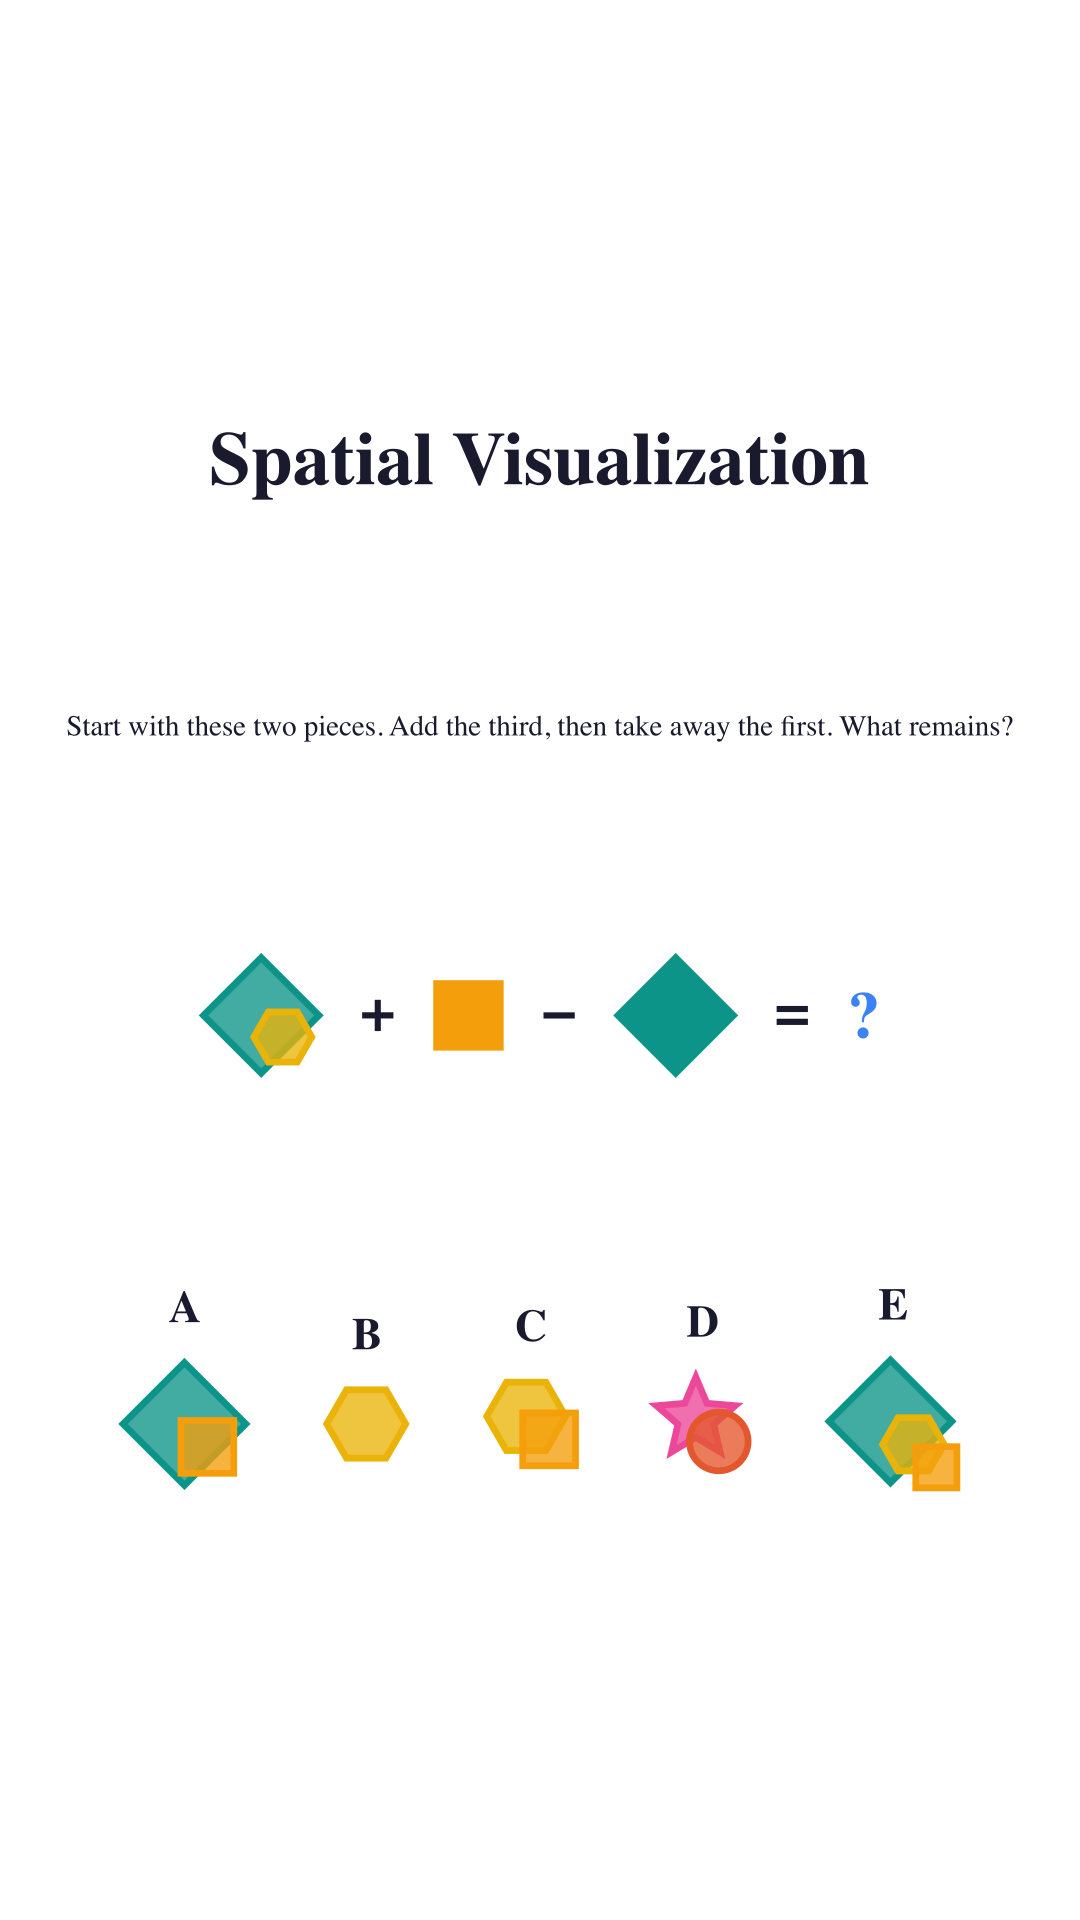 Spatial Visualization
Start with these two pieces. Add the third, then take away the first. What remains?
+ − = ?
A B C D E